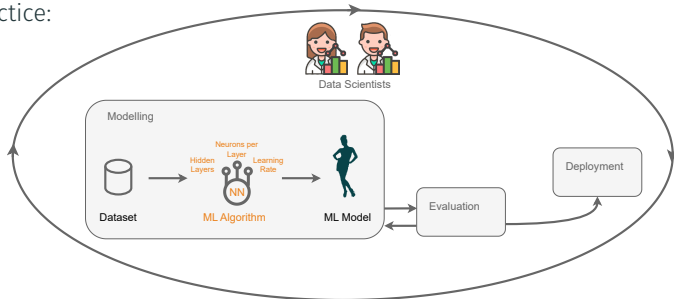 ctice:
Data Scientists
Modelling
Neurons per
Layer
Hidden
Layers
Learning
Rate
NN
Dataset
ML Algorithm
ML Model
Evaluation
Deployment